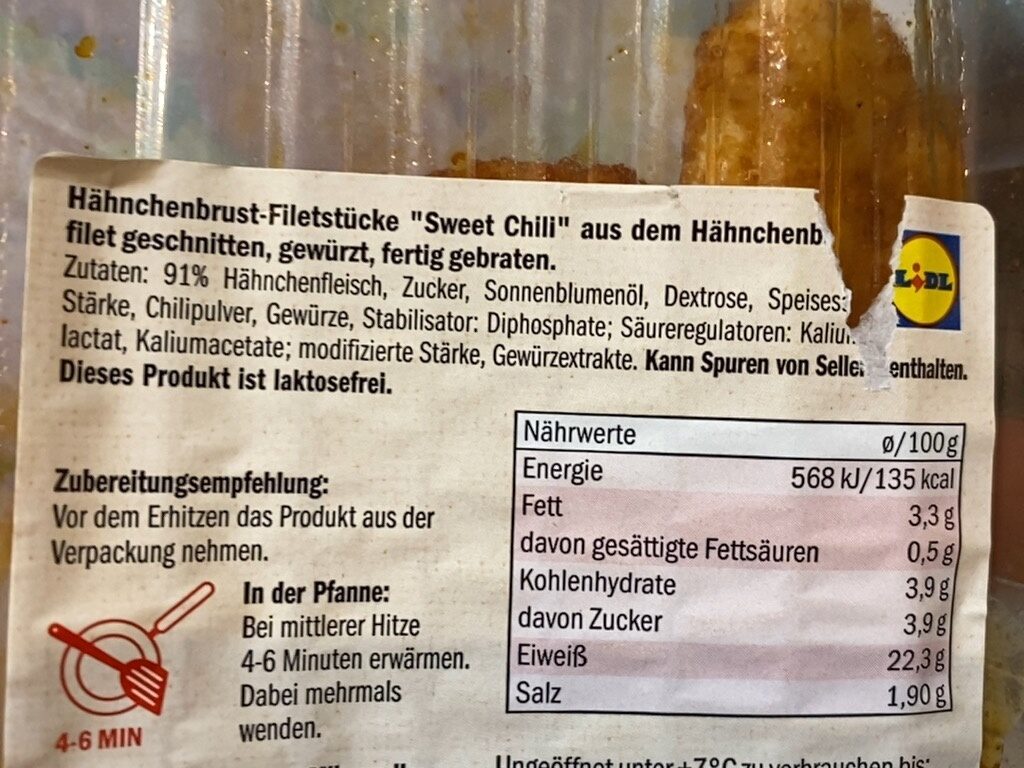 Hähnchenbrust-Filetstücke "Sweet Chili" aus dem Hähnchenb
filet geschnitten, gewürzt, fertig gebraten.
Zutaten: 91% Hähnchenfleisch, Zucker, Sonnenblumenöl, Dextrose,
Stärke, Chilipulver, Gewürze, Stabilisator: Diphosphate; Säureregulatoren:
lactat, Kaliumacetate; modifizierte Stärke, Gewürzextrakte. Kann Spuren von enthalten.
Dieses Produkt ist laktosefrei.
LIDL
Nährwerte ø/100g
Energie 568 kJ/135 kcal
Fett 3,3 g
davon gesättigte Fettsäuren 0,5 g
Kohlenhydrate 3,9 g
davon Zucker 3,9 g
Eiweiß 22,3 g
Salz 1,90 g
Zubereitungsempfehlung:
Vor dem Erhitzen das Produkt aus der
Verpackung nehmen.
In der Pfanne:
Bei mittlerer Hitze
4-6 Minuten erwärmen.
Dabei mehrmals
wenden.
4-6 MIN
Ungeöffnet unter +7°C zu verbrauchen bis: